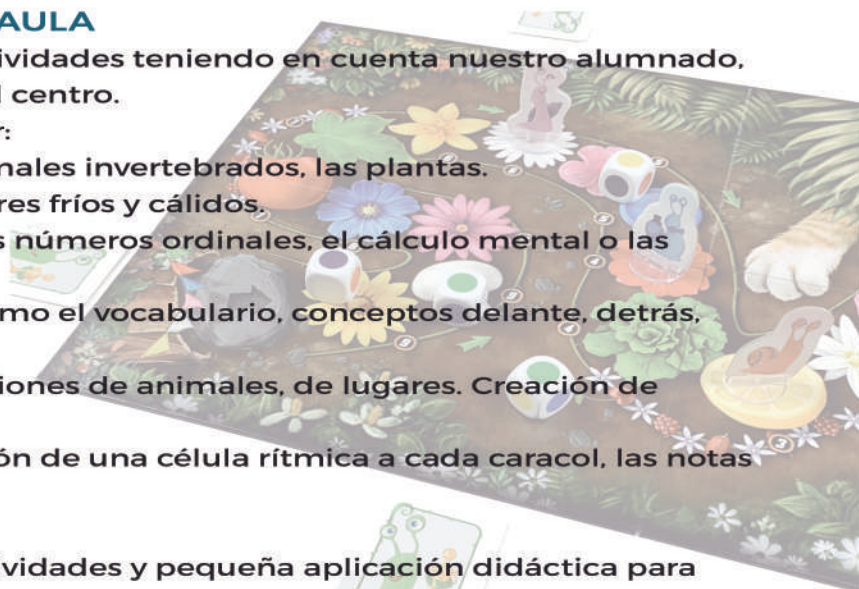 AULA
ividades teniendo en cuenta nuestro alumnado,
l centro.
r:
nales invertebrados, las plantas.
res fríos y cálidos.
s números ordinales, el cálculo mental o las
mo el vocabulario, conceptos delante, detrás,
iones de animales, de lugares. Creación de
ón de una célula rítmica a cada caracol, las notas
vidades y pequeña aplicación didáctica para